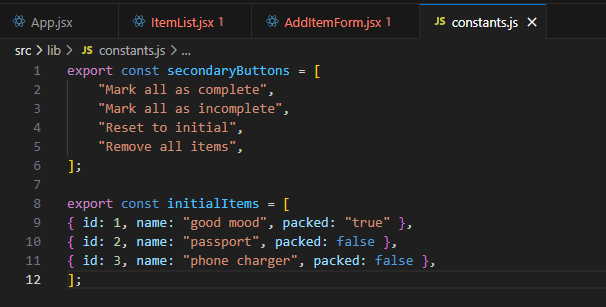 App.jsx ItemList.jsx 1 AddItemForm.jsx 1 JS constants.js ×
src > lib > JS constants.js > ...
1 export const secondaryButtons = [
2     "Mark all as complete",
3     "Mark all as incomplete",
4     "Reset to initial",
5     "Remove all items",
6 ];
7
8 export const initialItems = [
9 { id: 1, name: "good mood", packed: "true" },
10 { id: 2, name: "passport", packed: false },
11 { id: 3, name: "phone charger", packed: false },
12 ];